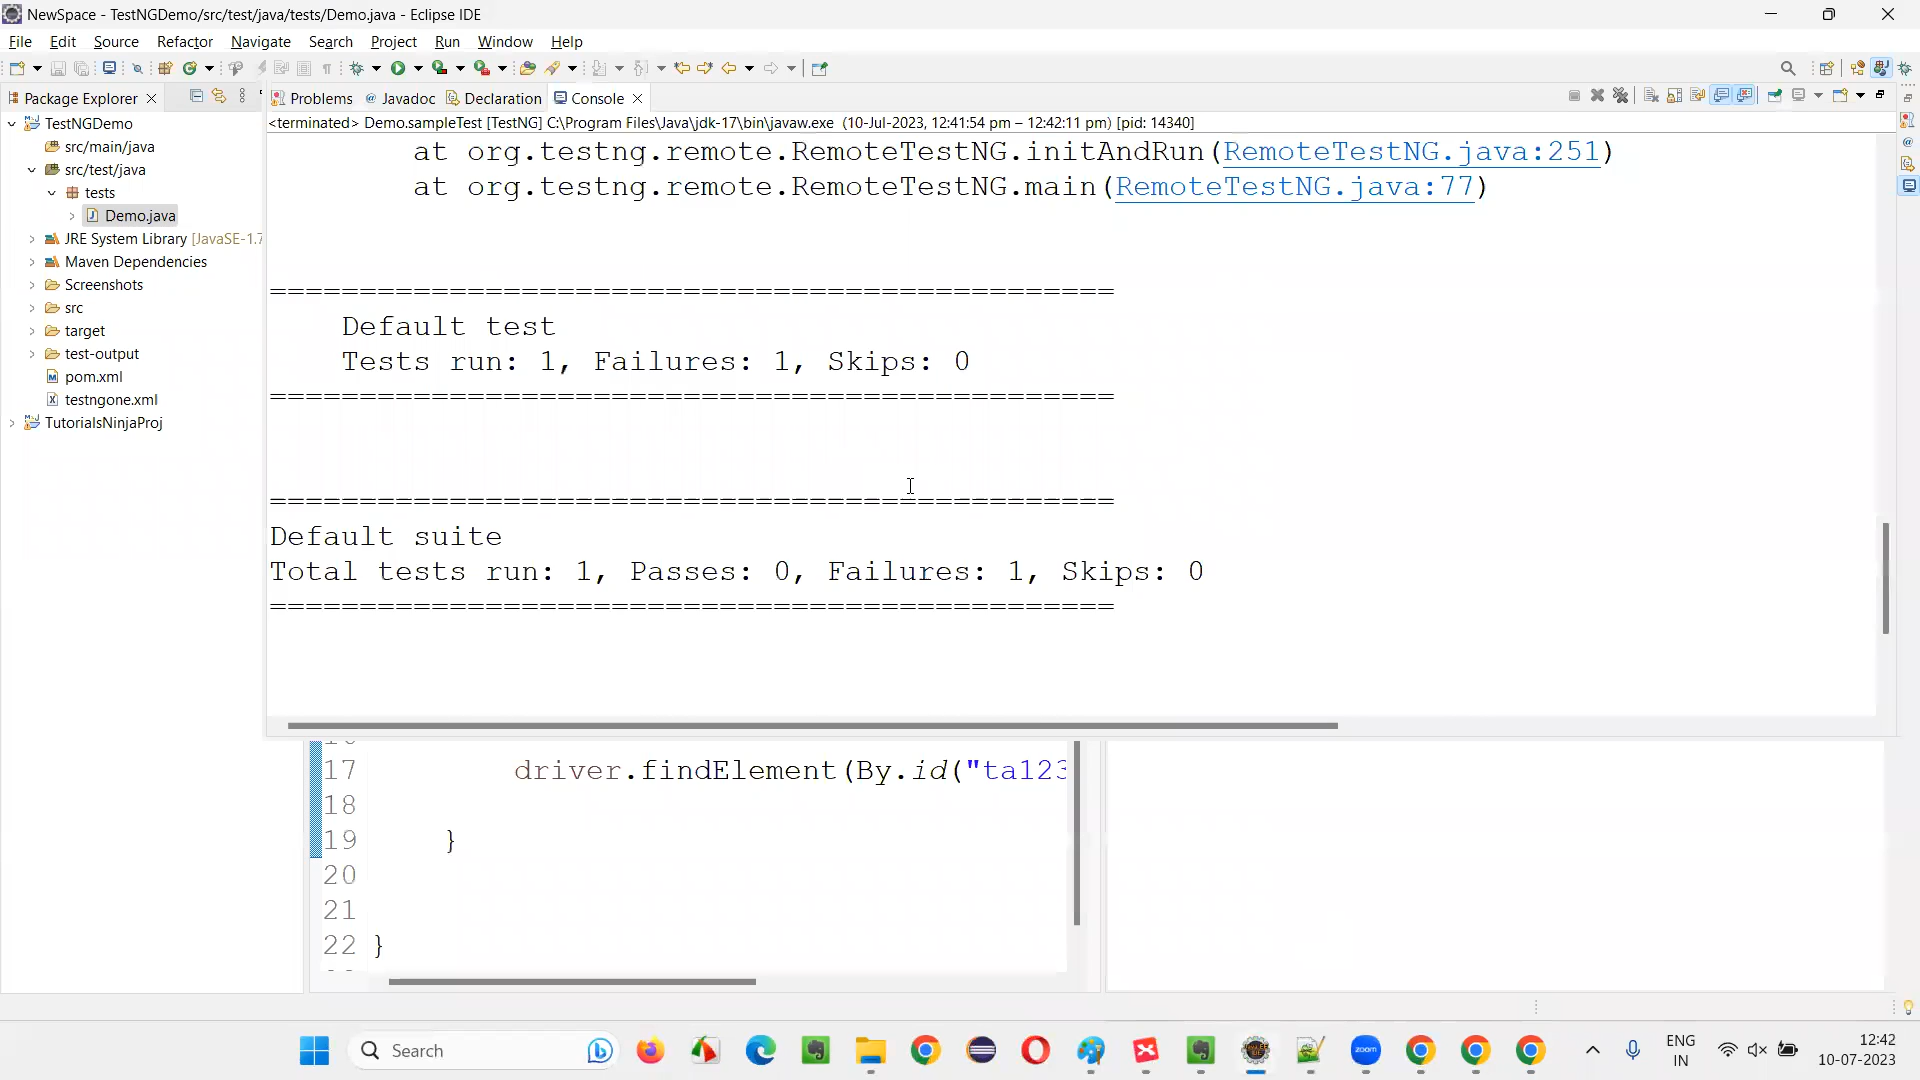 NewSpace - TestNGDemo/src/test/java/tests/Demo.java - Eclipse IDE
File Edit Source Refactor Navigate Search Project Run Window Help
Package Explorer
TestNGDemo
src/main/java
src/test/java
tests
Demo.java
JRE System Library [JavaSE-1.7
Maven Dependencies
Screenshots
src
target
test-output
pom.xml
testngone.xml
TutorialsNinjaProj
Problems Javadoc Declaration Console
<terminated> Demo.sampleTest [TestNG] C:\Program Files\Java\jdk-17\bin\javaw.exe (10-Jul-2023, 12:41:54 pm – 12:42:11 pm) [pid: 14340]
at org.testng.remote.RemoteTestNG.initAndRun(RemoteTestNG.java:251)
at org.testng.remote.RemoteTestNG.main(RemoteTestNG.java:77)
===============================================
Default test
Tests run: 1, Failures: 1, Skips: 0
===============================================
===============================================
Default suite
Total tests run: 1, Passes: 0, Failures: 1, Skips: 0
===============================================
17 driver.findElement(By.id("ta123
18
19 }
20
21
22 }
Search
zoom
ENG
IN
12:42
10-07-2023